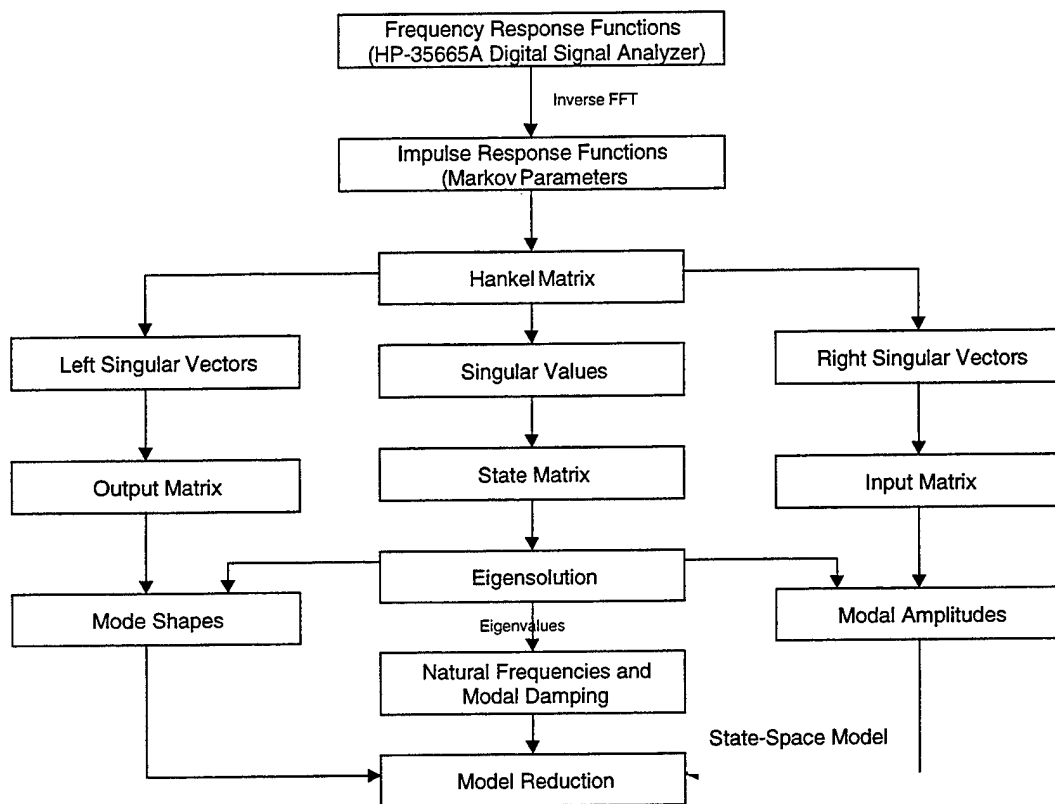 Frequency Response Functions
(HP-35665A Digital Signal Analyzer)
Inverse FFT
Impulse Response Functions
(Markov Parameters
Hankel Matrix
Left Singular Vectors
Singular Values
Right Singular Vectors
Output Matrix
State Matrix
Input Matrix
Eigensolution
Mode Shapes
Modal Amplitudes
Eigenvalues
Natural Frequencies and
Modal Damping
State-Space Model
Model Reduction